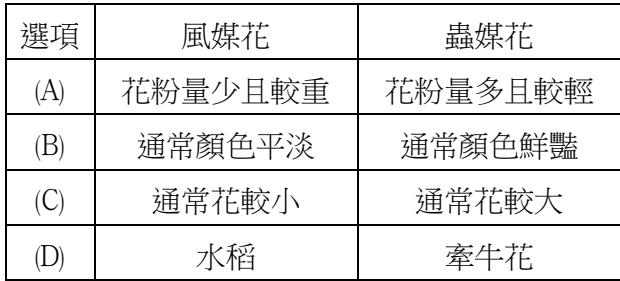 選項 風媒花 蟲媒花
(A) 花粉量少且較重 花粉量多且較輕
(B) 通常顏色平淡 通常顏色鮮豔
(C) 通常花較小 通常花較大
(D) 水稻 牽牛花